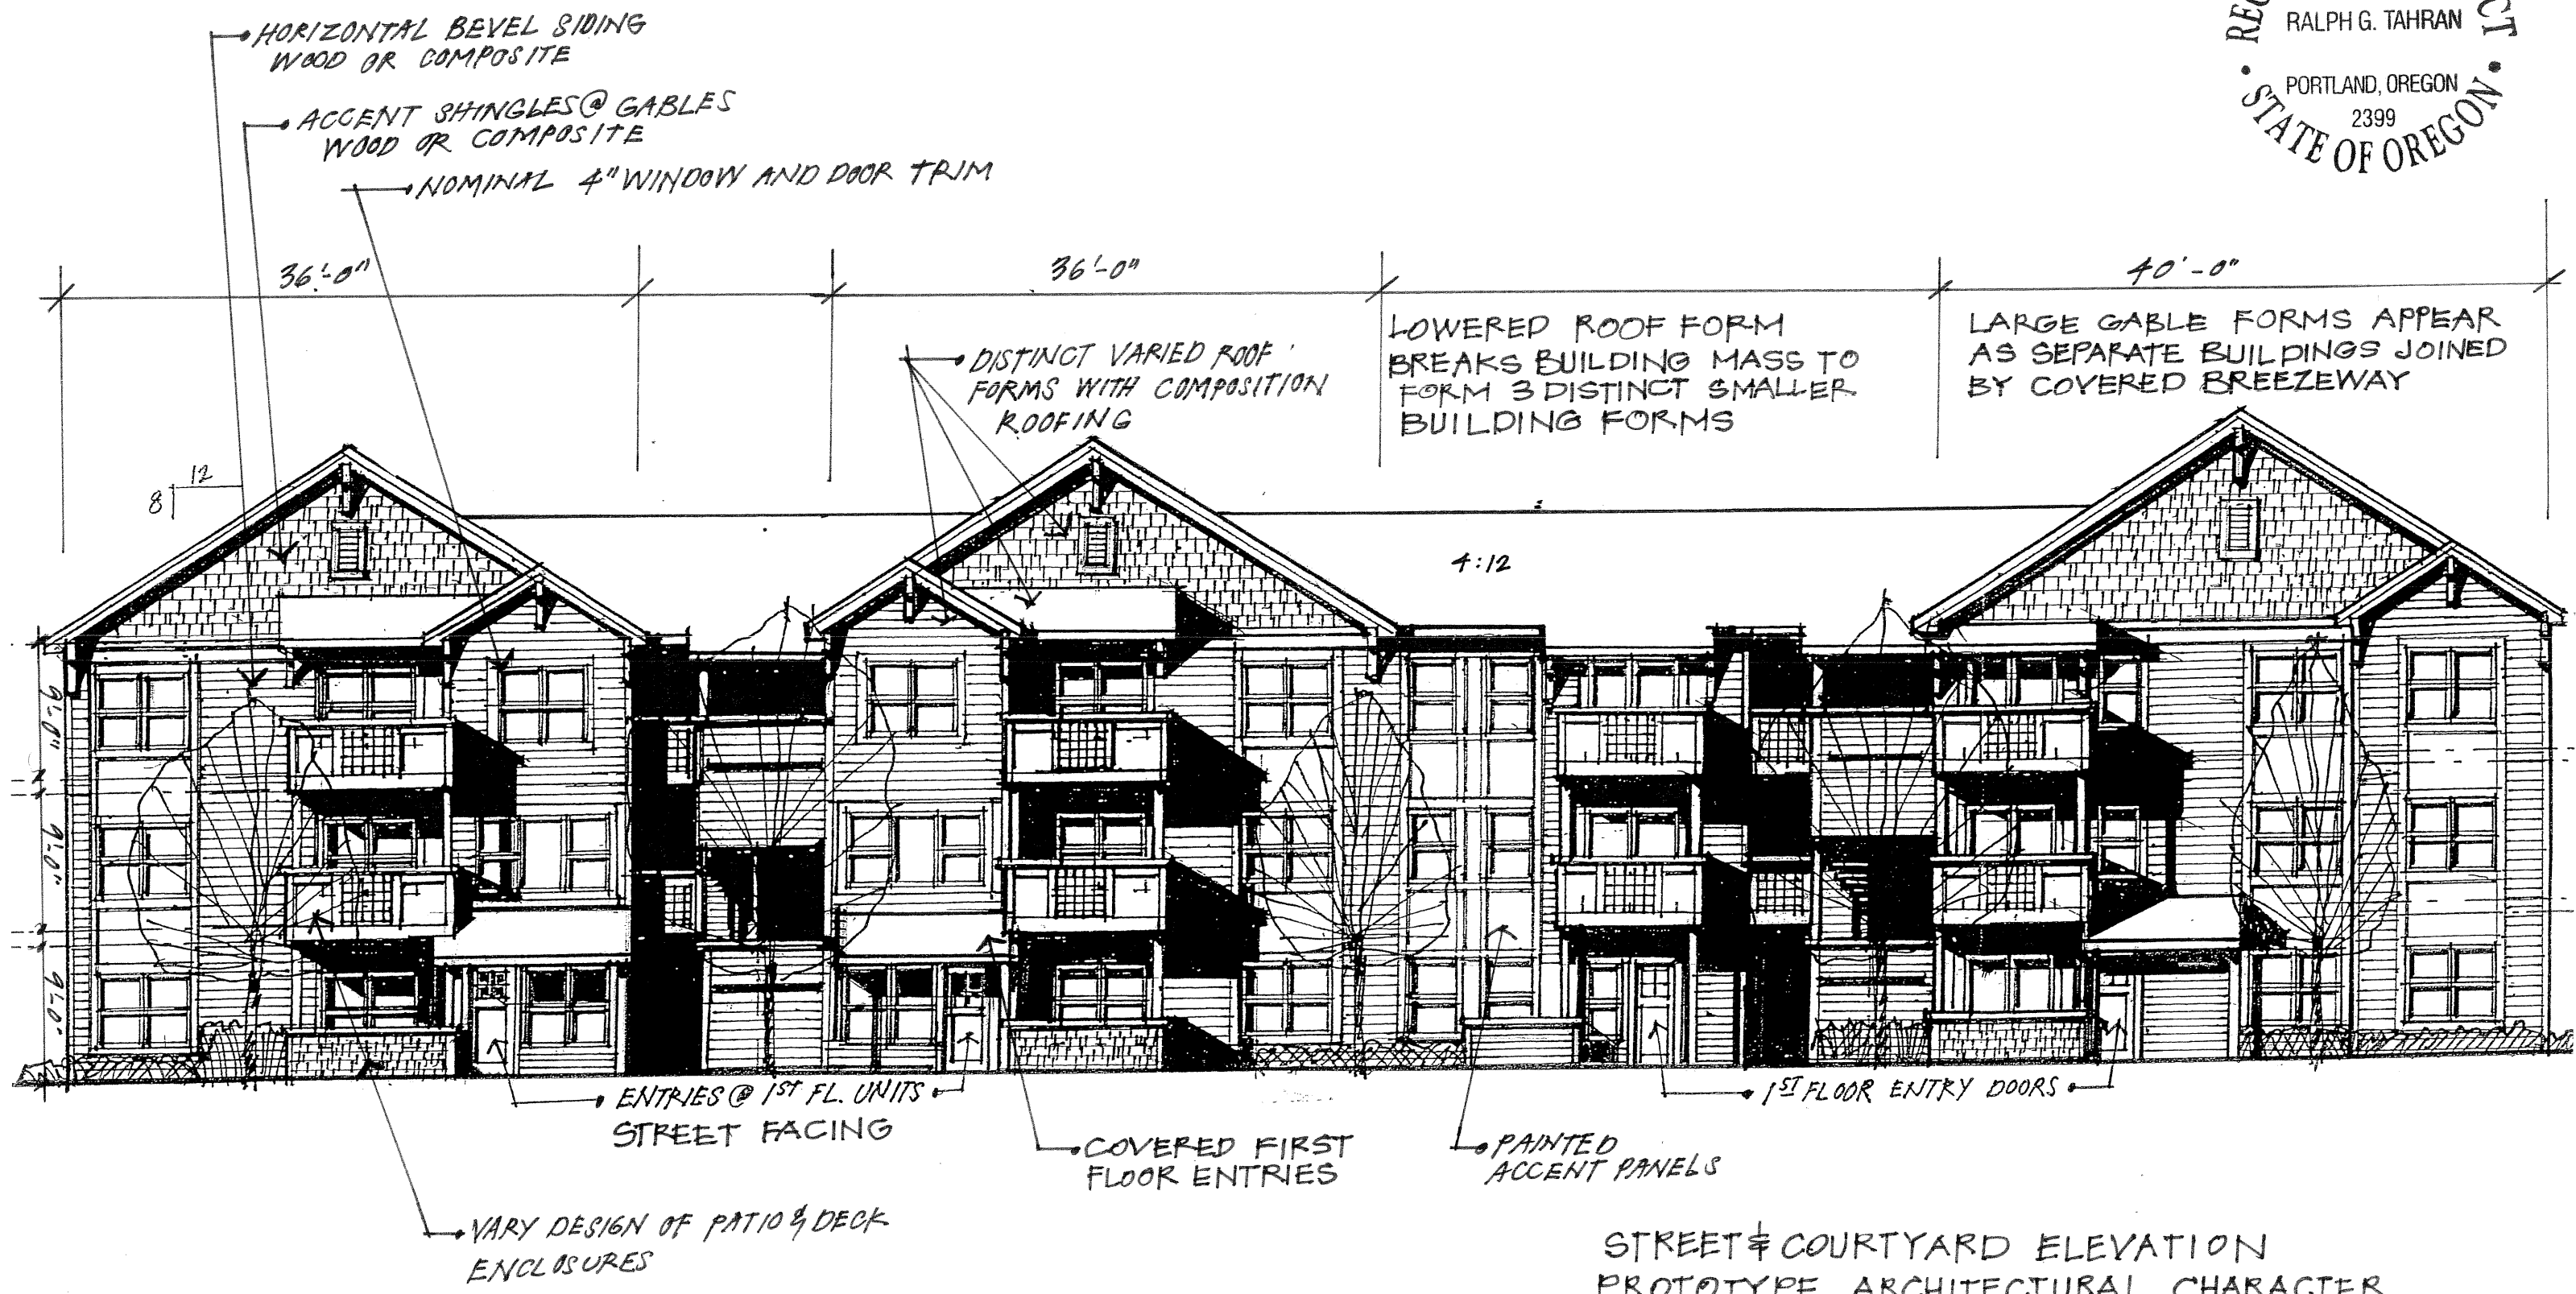 HORIZONTAL BEVEL SIDING
WOOD OR COMPOSITE
ACCENT SHINGLES @ GABLES
WOOD OR COMPOSITE
NOMINAL 4" WINDOW AND DOOR TRIM
RALPH G. TAHRAN
PORTLAND, OREGON
2399
STATE OF OREGON
36'-0"
36'-0"
40'-0"
DISTINCT VARIED ROOF
FORMS WITH COMPOSITION
ROOFING
LOWERED ROOF FORM
BREAKS BUILDING MASS TO
FORM 3 DISTINCT SMALLER
BUILDING FORMS
LARGE GABLE FORMS APPEAR
AS SEPARATE BUILDINGS JOINED
BY COVERED BREEZEWAY
12
8
4:12
9'-0"
9'-0"
9'-0"
ENTRIES @ 1ST FL. UNITS
STREET FACING
1ST FLOOR ENTRY DOORS
COVERED FIRST
FLOOR ENTRIES
PAINTED
ACCENT PANELS
VARY DESIGN OF PATIO & DECK
ENCLOSURES
STREET & COURTYARD ELEVATION
PROTOTYPE ARCHITECTURAL CHARACTER